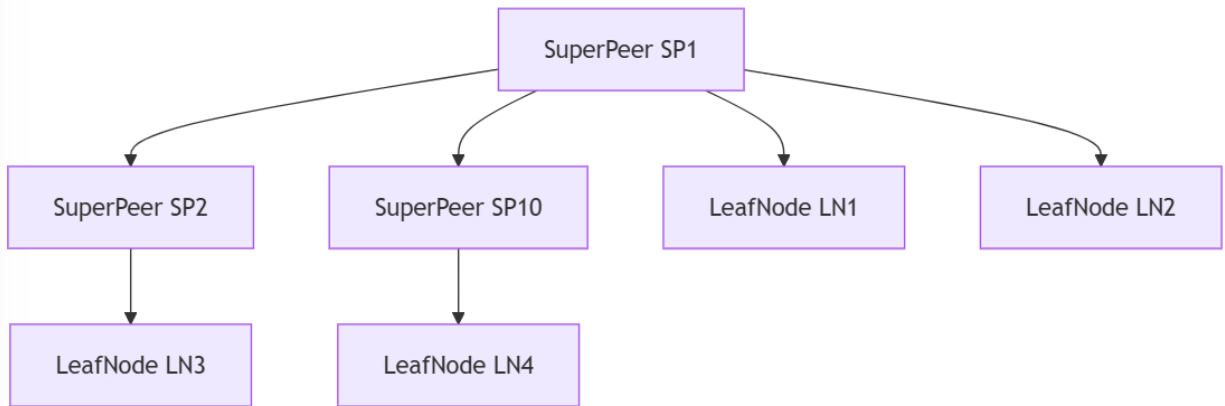 SuperPeer SP1
SuperPeer SP2
SuperPeer SP10
LeafNode LN1
LeafNode LN2
LeafNode LN3
LeafNode LN4